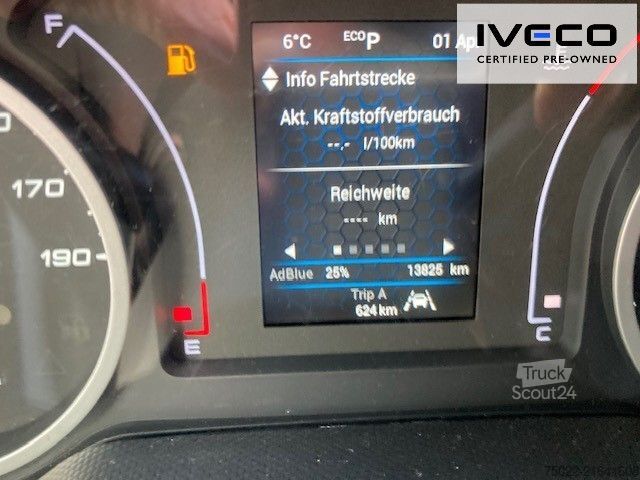 IVECO
CERTIFIED PRE-OWNED
F
6°C ECO P 01 Ap
Info Fahrtstrecke
Akt. Kraftstoffverbrauch
--,- l/100km
170
Reichweite
---- km
190
AdBlue 25% 13825 km
Trip A
624 km
E
C
Truck
Scout24